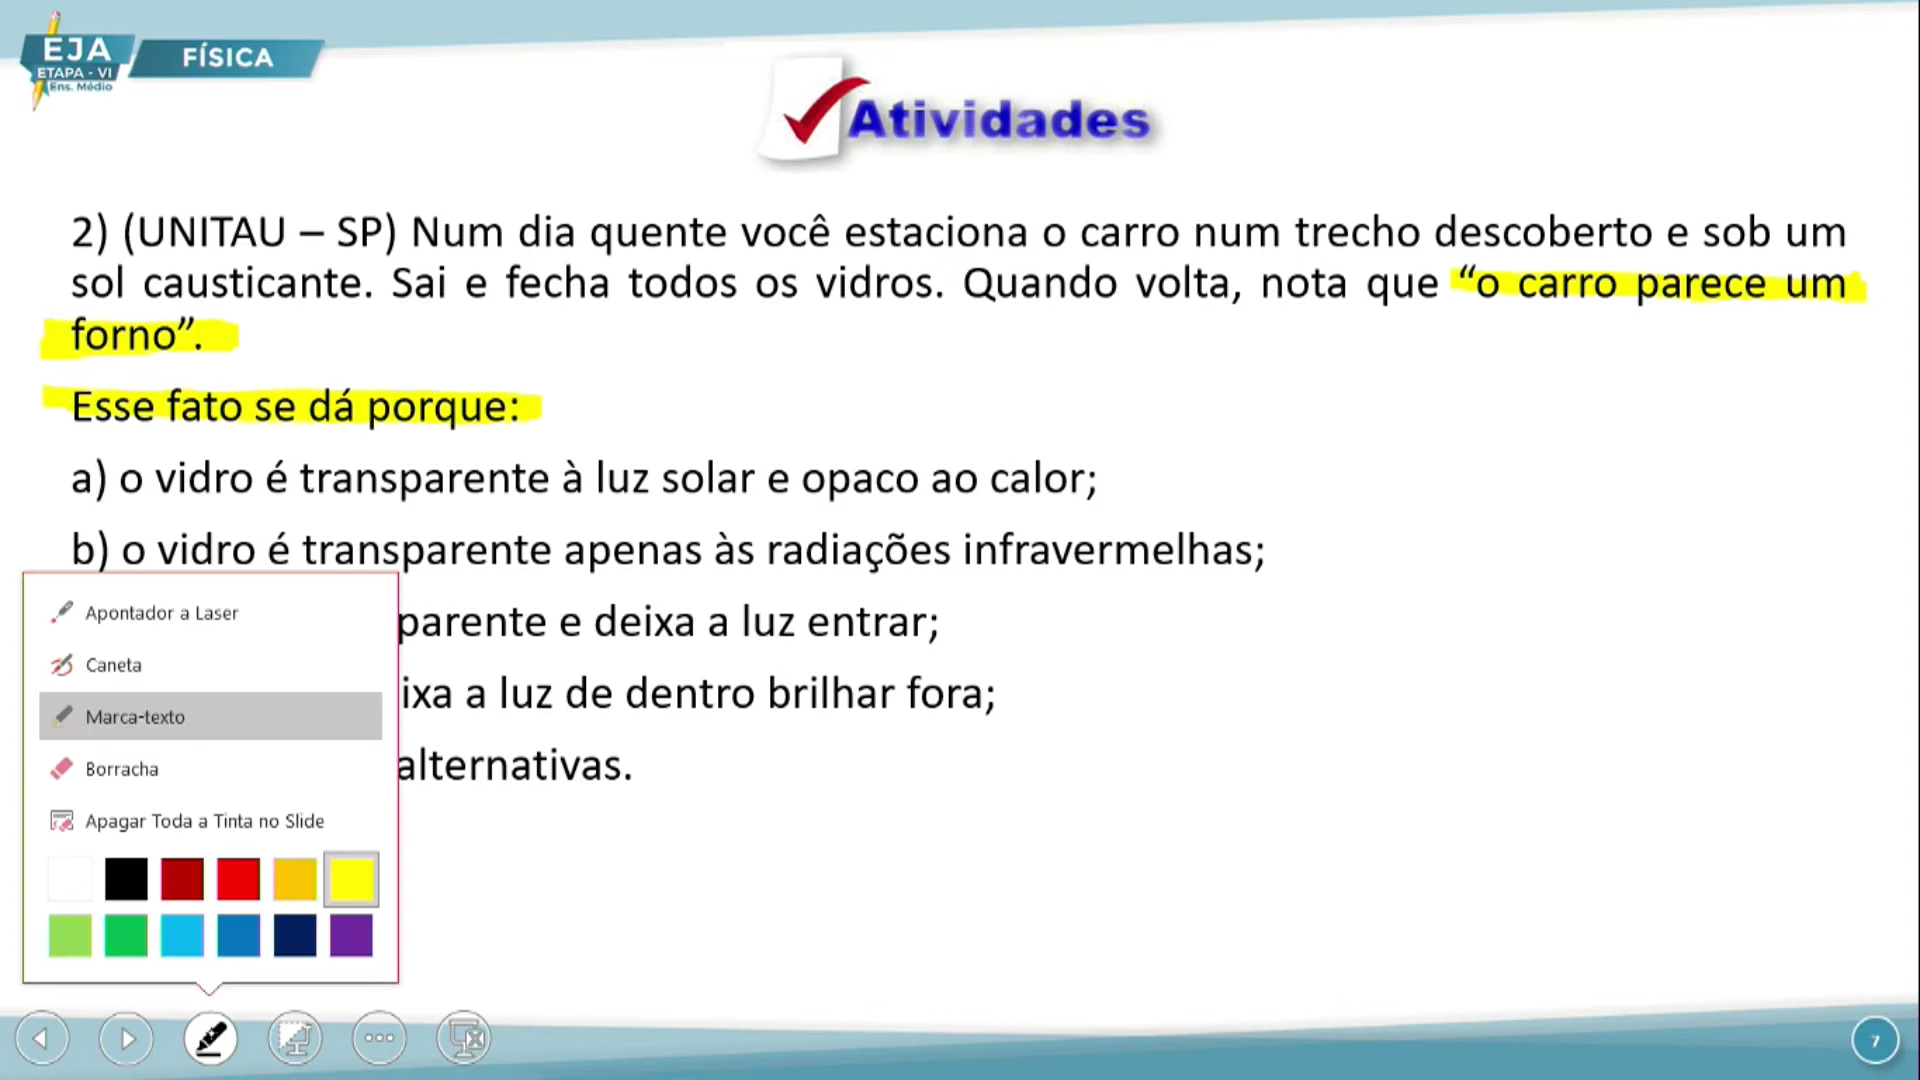 EJA
ETAPA - VI
Ens. Médio
FÍSICA
Atividades
2) (UNITAU – SP) Num dia quente você estaciona o carro num trecho descoberto e sob um
sol causticante. Sai e fecha todos os vidros. Quando volta, nota que “o carro parece um
forno”.
Esse fato se dá porque:
a) o vidro é transparente à luz solar e opaco ao calor;
b) o vidro é transparente apenas às radiações infravermelhas;
parente e deixa a luz entrar;
ixa a luz de dentro brilhar fora;
alternativas.
Apontador a Laser
Caneta
Marca-texto
Borracha
Apagar Toda a Tinta no Slide
7